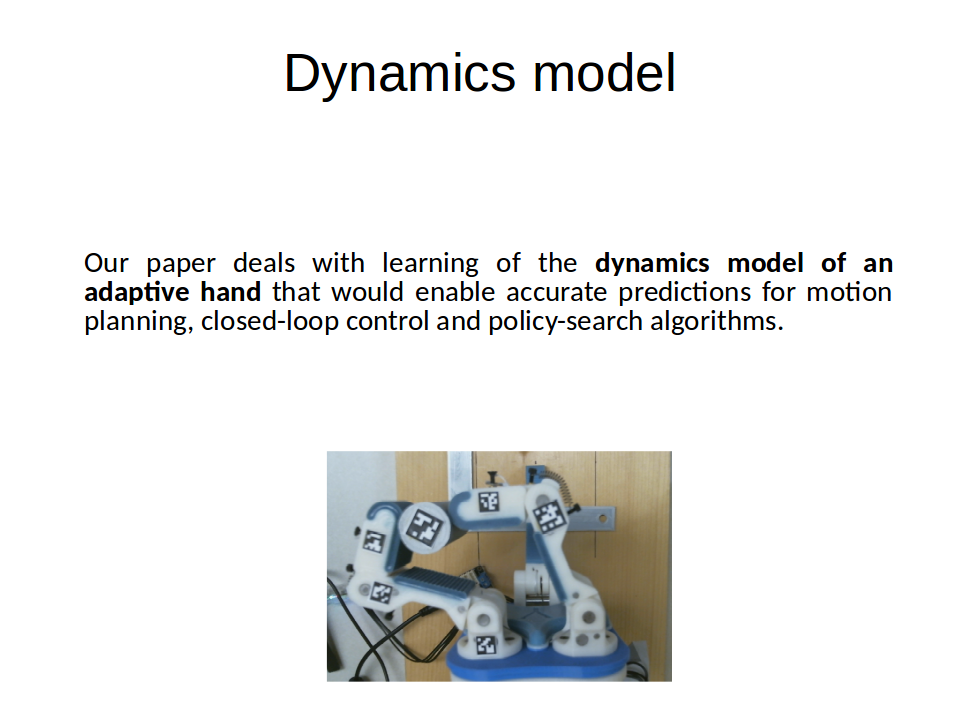 Dynamics model
Our paper deals with learning of the dynamics model of an
adaptive hand that would enable accurate predictions for motion
planning, closed-loop control and policy-search algorithms.